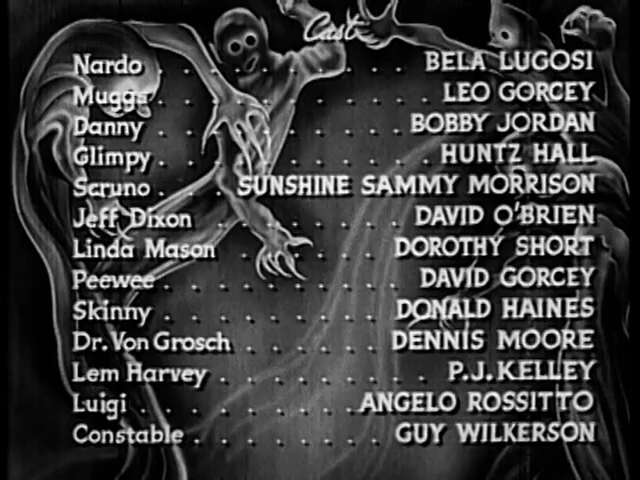 Cast
Nardo . . . . . . . . . BELA LUGOSI
Muggs . . . . . . . . . LEO GORCEY
Danny . . . . . . . . BOBBY JORDAN
Glimpy . . . . . . . . . HUNTZ HALL
Scruno . . . SUNSHINE SAMMY MORRISON
Jeff Dixon . . . . . . . DAVID O'BRIEN
Linda Mason . . . . . . DOROTHY SHORT
Peewee . . . . . . . . DAVID GORCEY
Skinny . . . . . . . . DONALD HAINES
Dr. Von Grosch . . . . . DENNIS MOORE
Lem Harvey . . . . . . . . P.J. KELLEY
Luigi . . . . . . . . ANGELO ROSSITTO
Constable . . . . . . . GUY WILKERSON